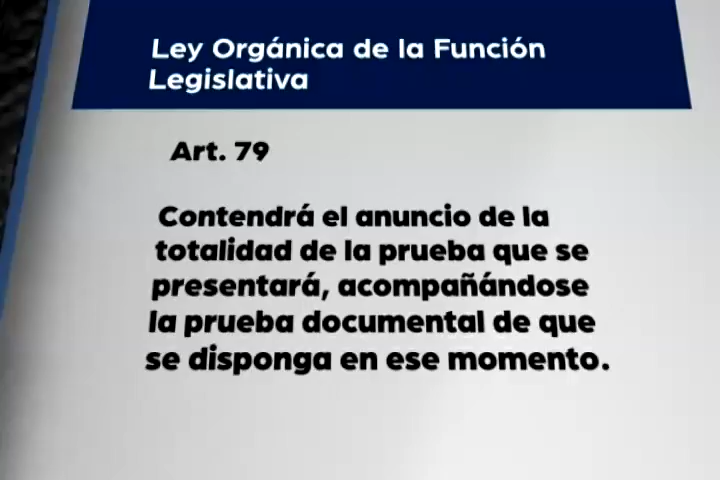 Ley Orgánica de la Función
Legislativa
Art. 79
Contendrá el anuncio de la
totalidad de la prueba que se
presentará, acompañándose
la prueba documental de que
se disponga en ese momento.